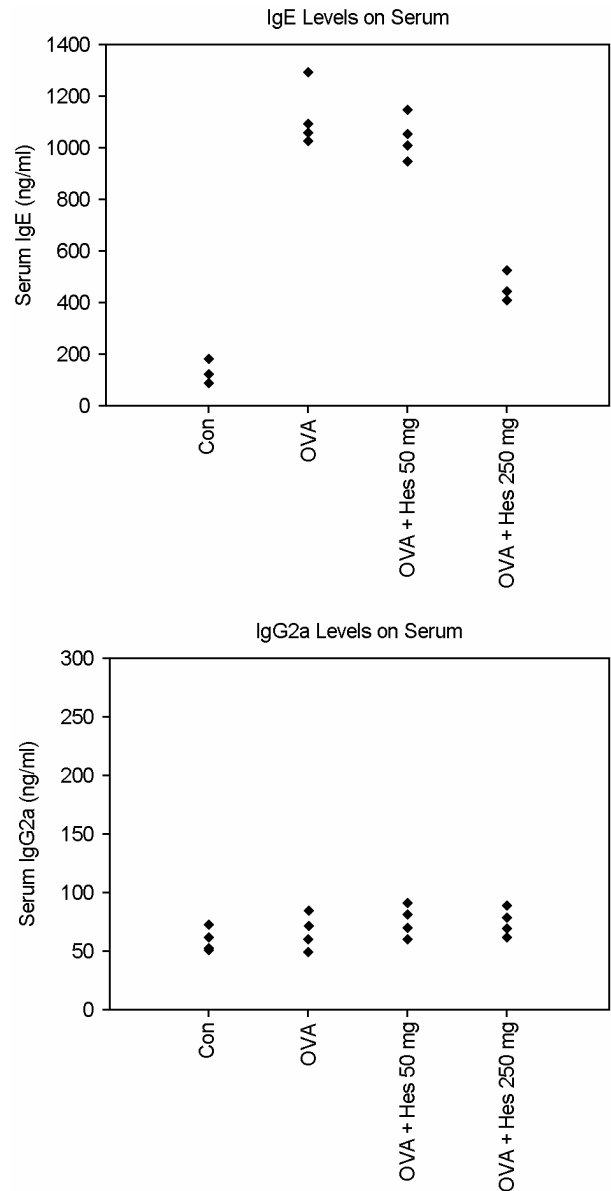 IgE Levels on Serum
1400
1200
1000
800
600
400
200
0
Serum IgE (ng/ml)
Con
OVA
OVA + Hes 50 mg
OVA + Hes 250 mg
IgG2a Levels on Serum
300
250
200
150
100
50
0
Serum IgG2a (ng/ml)
Con
OVA
OVA + Hes 50 mg
OVA + Hes 250 mg